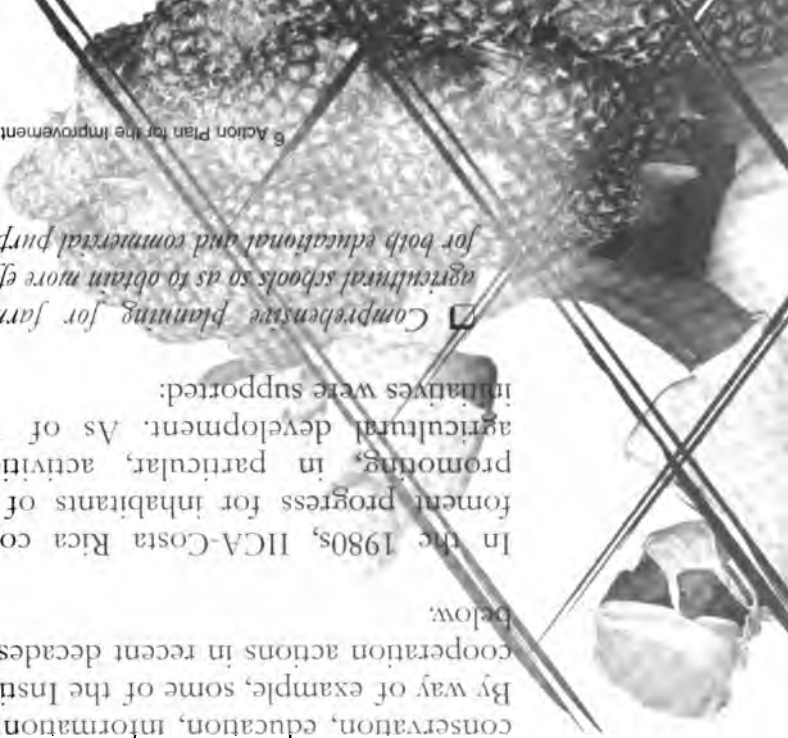 conservation, education, information
By way of example, some of the Insti
cooperation actions in recent decades
below.
In the 1980s, IICA-Costa Rica co
foment progress for inhabitants of
promoting, in particular, activiti
agricultural development. As of
initiatives were supported:
❑ Comprehensive planning for farm
agricultural schools so as to obtain more ef
for both educational and commercial purp
6 Action Plan for the Improvement